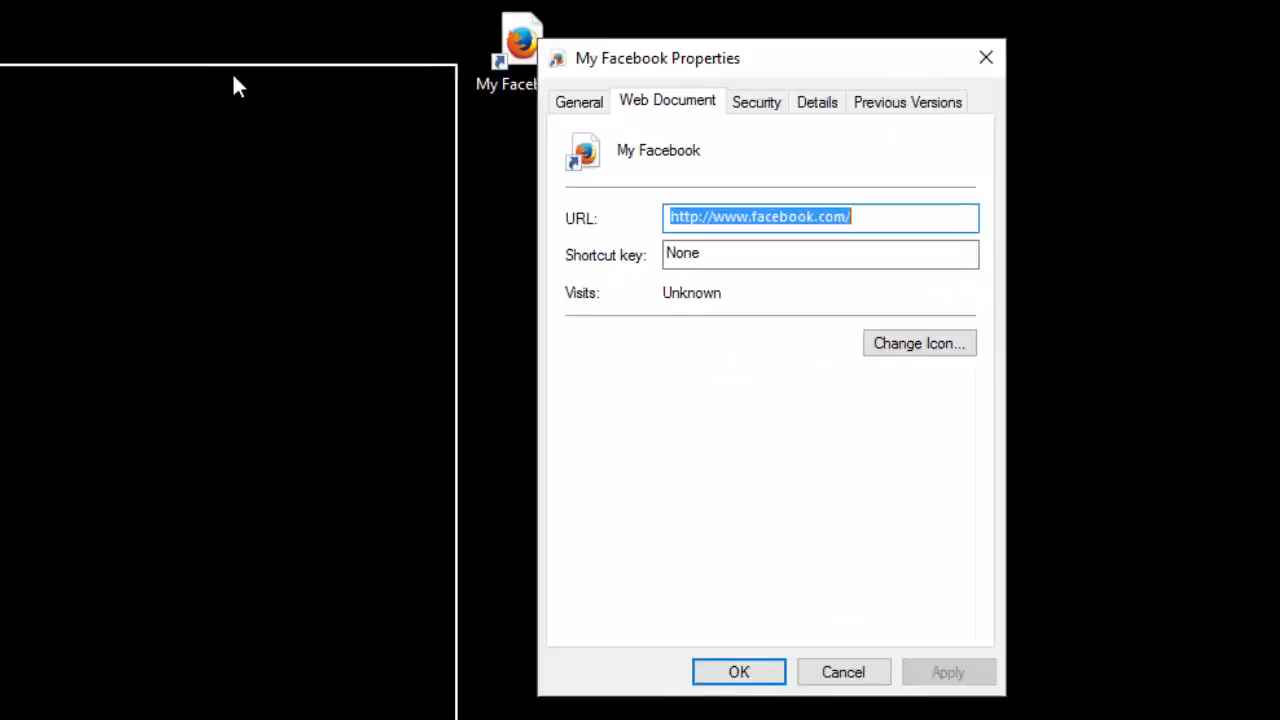 My Facebook Properties
My Faceb
General
Web Document
Security
Details
Previous Versions
My Facebook
URL:
http://www.facebook.com/
Shortcut key:
None
Visits:
Unknown
Change Icon...
OK
Cancel
Apply